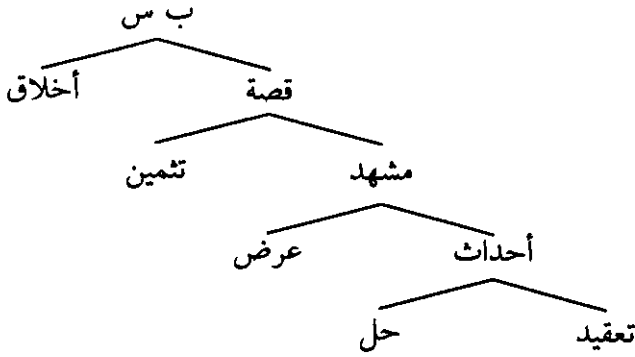 ب س
قصة أخلاق
مشهد تثمين
أحداث عرض
تعقيد حل